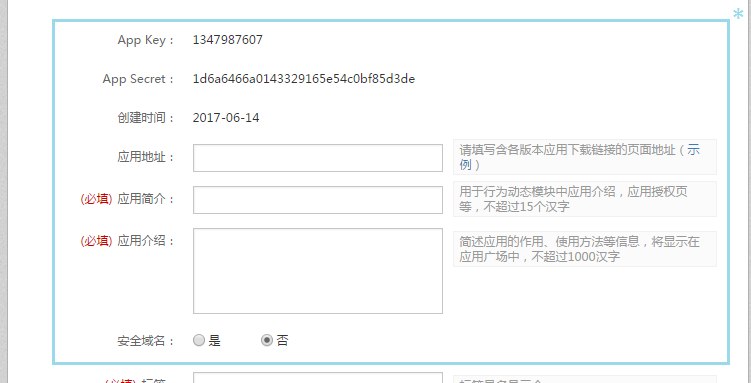 *
App Key： 1347987607
App Secret： 1d6a6466a0143329165e54c0bf85d3de
创建时间： 2017-06-14
应用地址： 请填写含各版本应用下载链接的页面地址（示
例）
(必填) 应用简介： 用于行为动态模块中应用介绍，应用授权页
等，不超过15个汉字
(必填) 应用介绍： 简述应用的作用、使用方法等信息，将显示在
应用广场中，不超过1000汉字
安全域名： 是 否
(必填) 标签